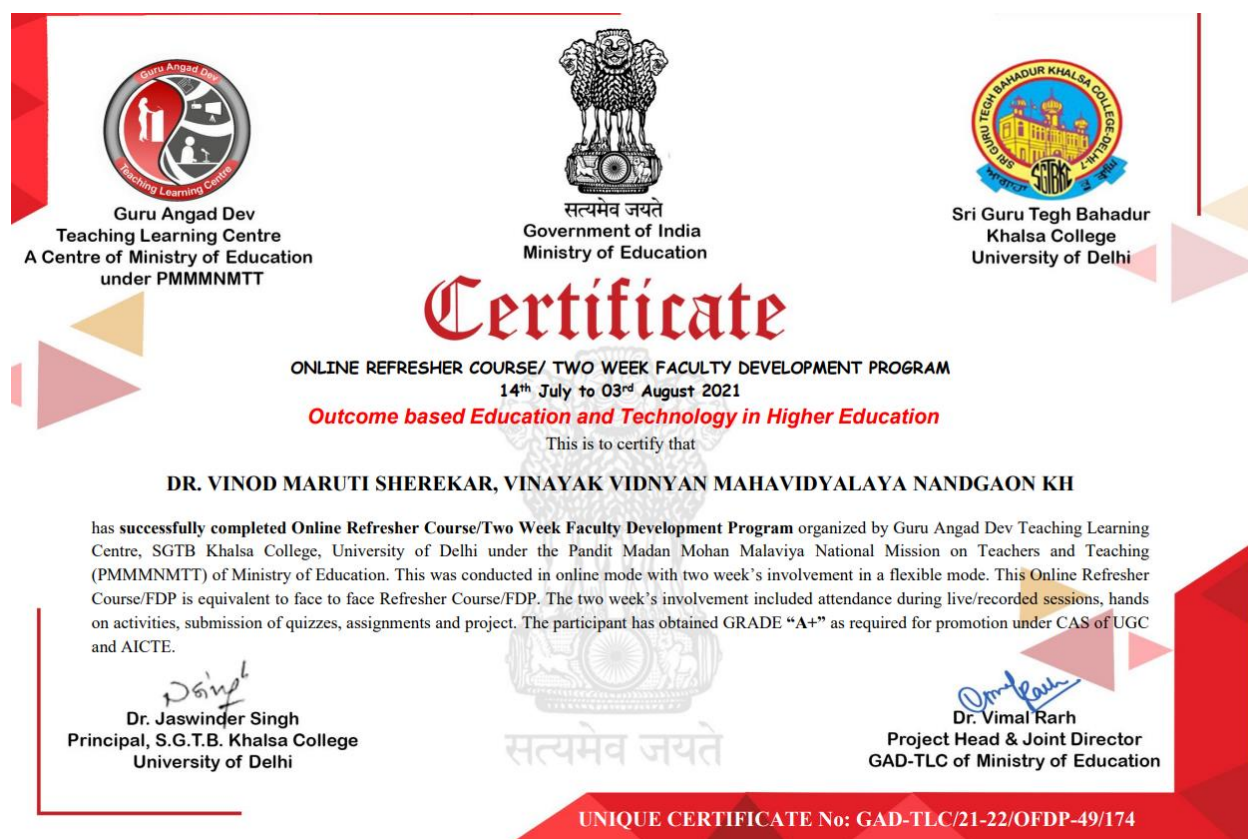 Guru Angad Dev
Teaching Learning Centre
Guru Angad Dev
Teaching Learning Centre
A Centre of Ministry of Education
under PMMMNMTT
सत्यमेव जयते
Government of India
Ministry of Education
SRI GURU TEGH BAHADUR KHALSA COLLEGE-DELHI-7
SGTBKC
Sri Guru Tegh Bahadur
Khalsa College
University of Delhi
Certificate
ONLINE REFRESHER COURSE/ TWO WEEK FACULTY DEVELOPMENT PROGRAM
14th July to 03rd August 2021
Outcome based Education and Technology in Higher Education
This is to certify that
DR. VINOD MARUTI SHEREKAR, VINAYAK VIDNYAN MAHAVIDYALAYA NANDGAON KH
has successfully completed Online Refresher Course/Two Week Faculty Development Program organized by Guru Angad Dev Teaching Learning
Centre, SGTB Khalsa College, University of Delhi under the Pandit Madan Mohan Malaviya National Mission on Teachers and Teaching
(PMMMNMTT) of Ministry of Education. This was conducted in online mode with two week's involvement in a flexible mode. This Online Refresher
Course/FDP is equivalent to face to face Refresher Course/FDP. The two week's involvement included attendance during live/recorded sessions, hands
on activities, submission of quizzes, assignments and project. The participant has obtained GRADE “A+” as required for promotion under CAS of UGC
and AICTE.
Dr. Jaswinder Singh
Principal, S.G.T.B. Khalsa College
University of Delhi
सत्यमेव जयते
Dr. Vimal Rarh
Project Head & Joint Director
GAD-TLC of Ministry of Education
UNIQUE CERTIFICATE No: GAD-TLC/21-22/OFDP-49/174